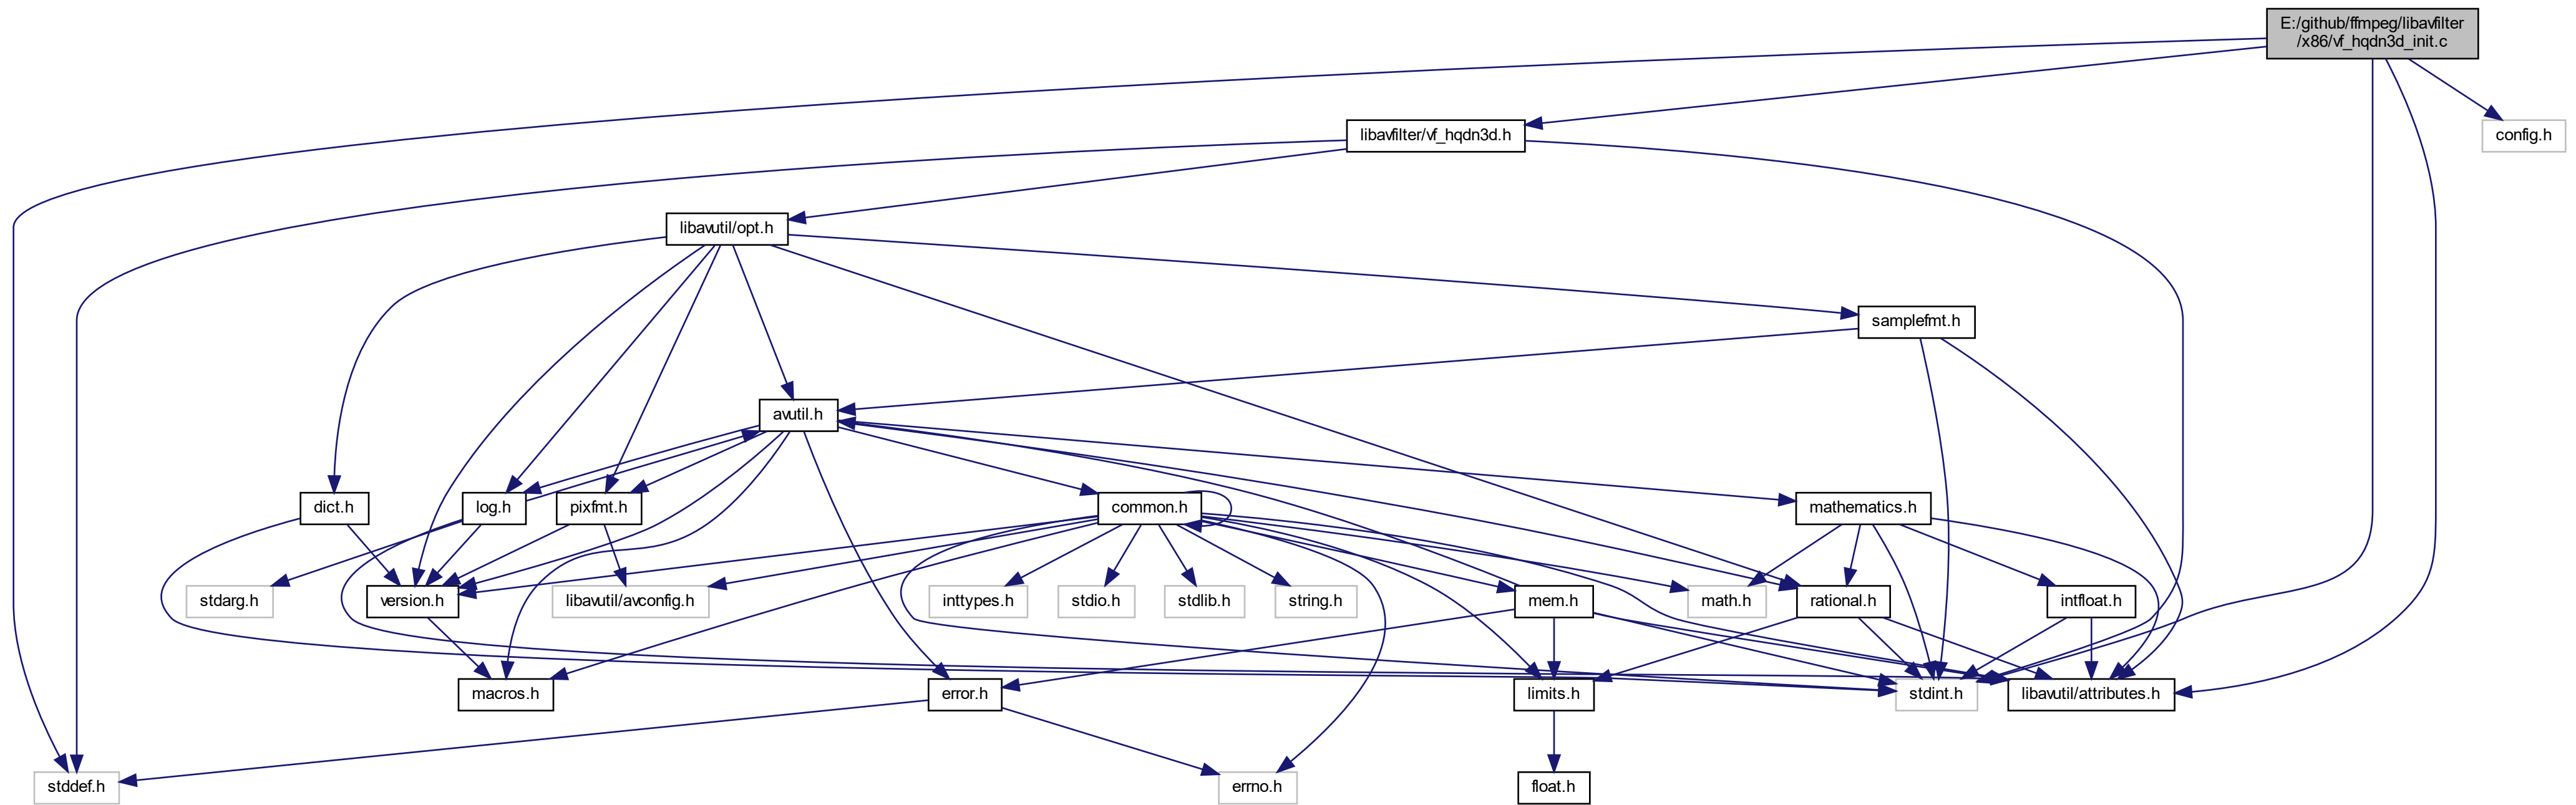 E:/github/ffmpeg/libavfilter
/x86/vf_hqdn3d_init.c
libavfilter/vf_hqdn3d.h
config.h
libavutil/opt.h
samplefmt.h
avutil.h
dict.h
log.h
pixfmt.h
common.h
mathematics.h
stdarg.h
version.h
libavutil/avconfig.h
inttypes.h
stdio.h
stdlib.h
string.h
mem.h
math.h
rational.h
intfloat.h
macros.h
error.h
limits.h
stdint.h
libavutil/attributes.h
stddef.h
errno.h
float.h